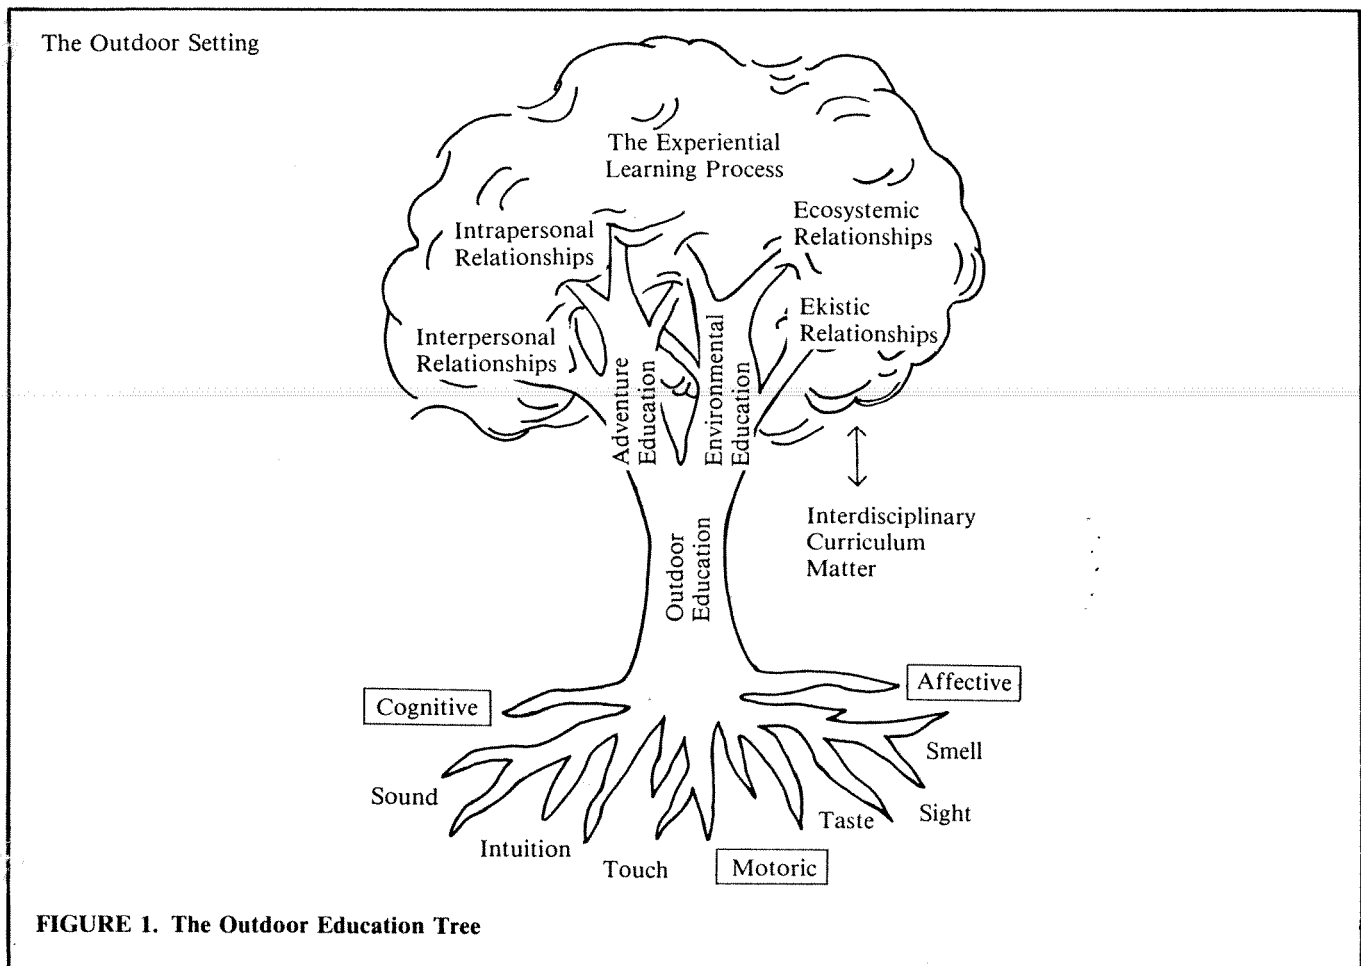 The Outdoor Setting
The Experiential
Learning Process
Intrapersonal
Relationships
Ecosystemic
Relationships
Interpersonal
Relationships
Ekistic
Relationships
Adventure
Education
Environmental
Education
Interdisciplinary
Curriculum
Matter
Outdoor
Education
Cognitive
Affective
Sound
Smell
Intuition
Touch
Motoric
Taste
Sight
FIGURE 1. The Outdoor Education Tree